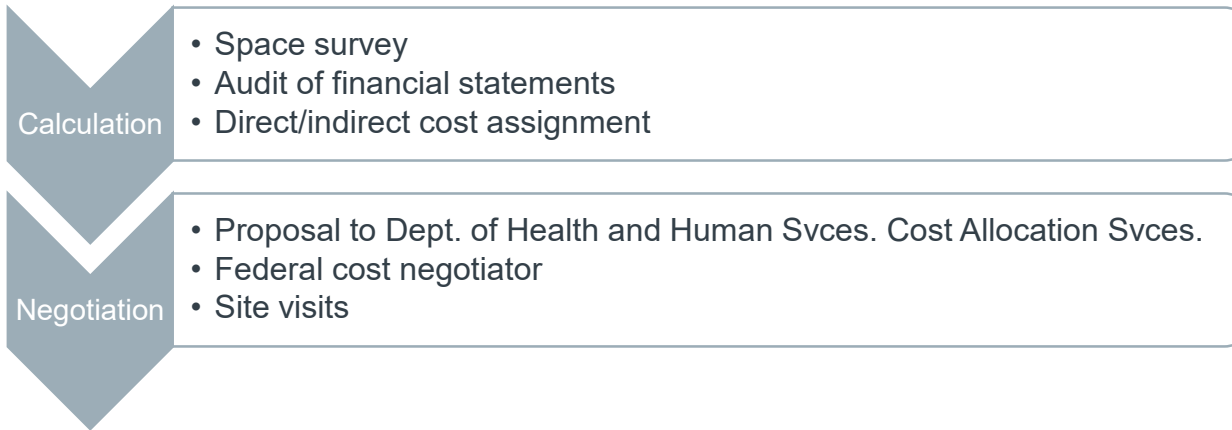 Calculation
• Space survey
• Audit of financial statements
• Direct/indirect cost assignment
Negotiation
• Proposal to Dept. of Health and Human Svces. Cost Allocation Svces.
• Federal cost negotiator
• Site visits